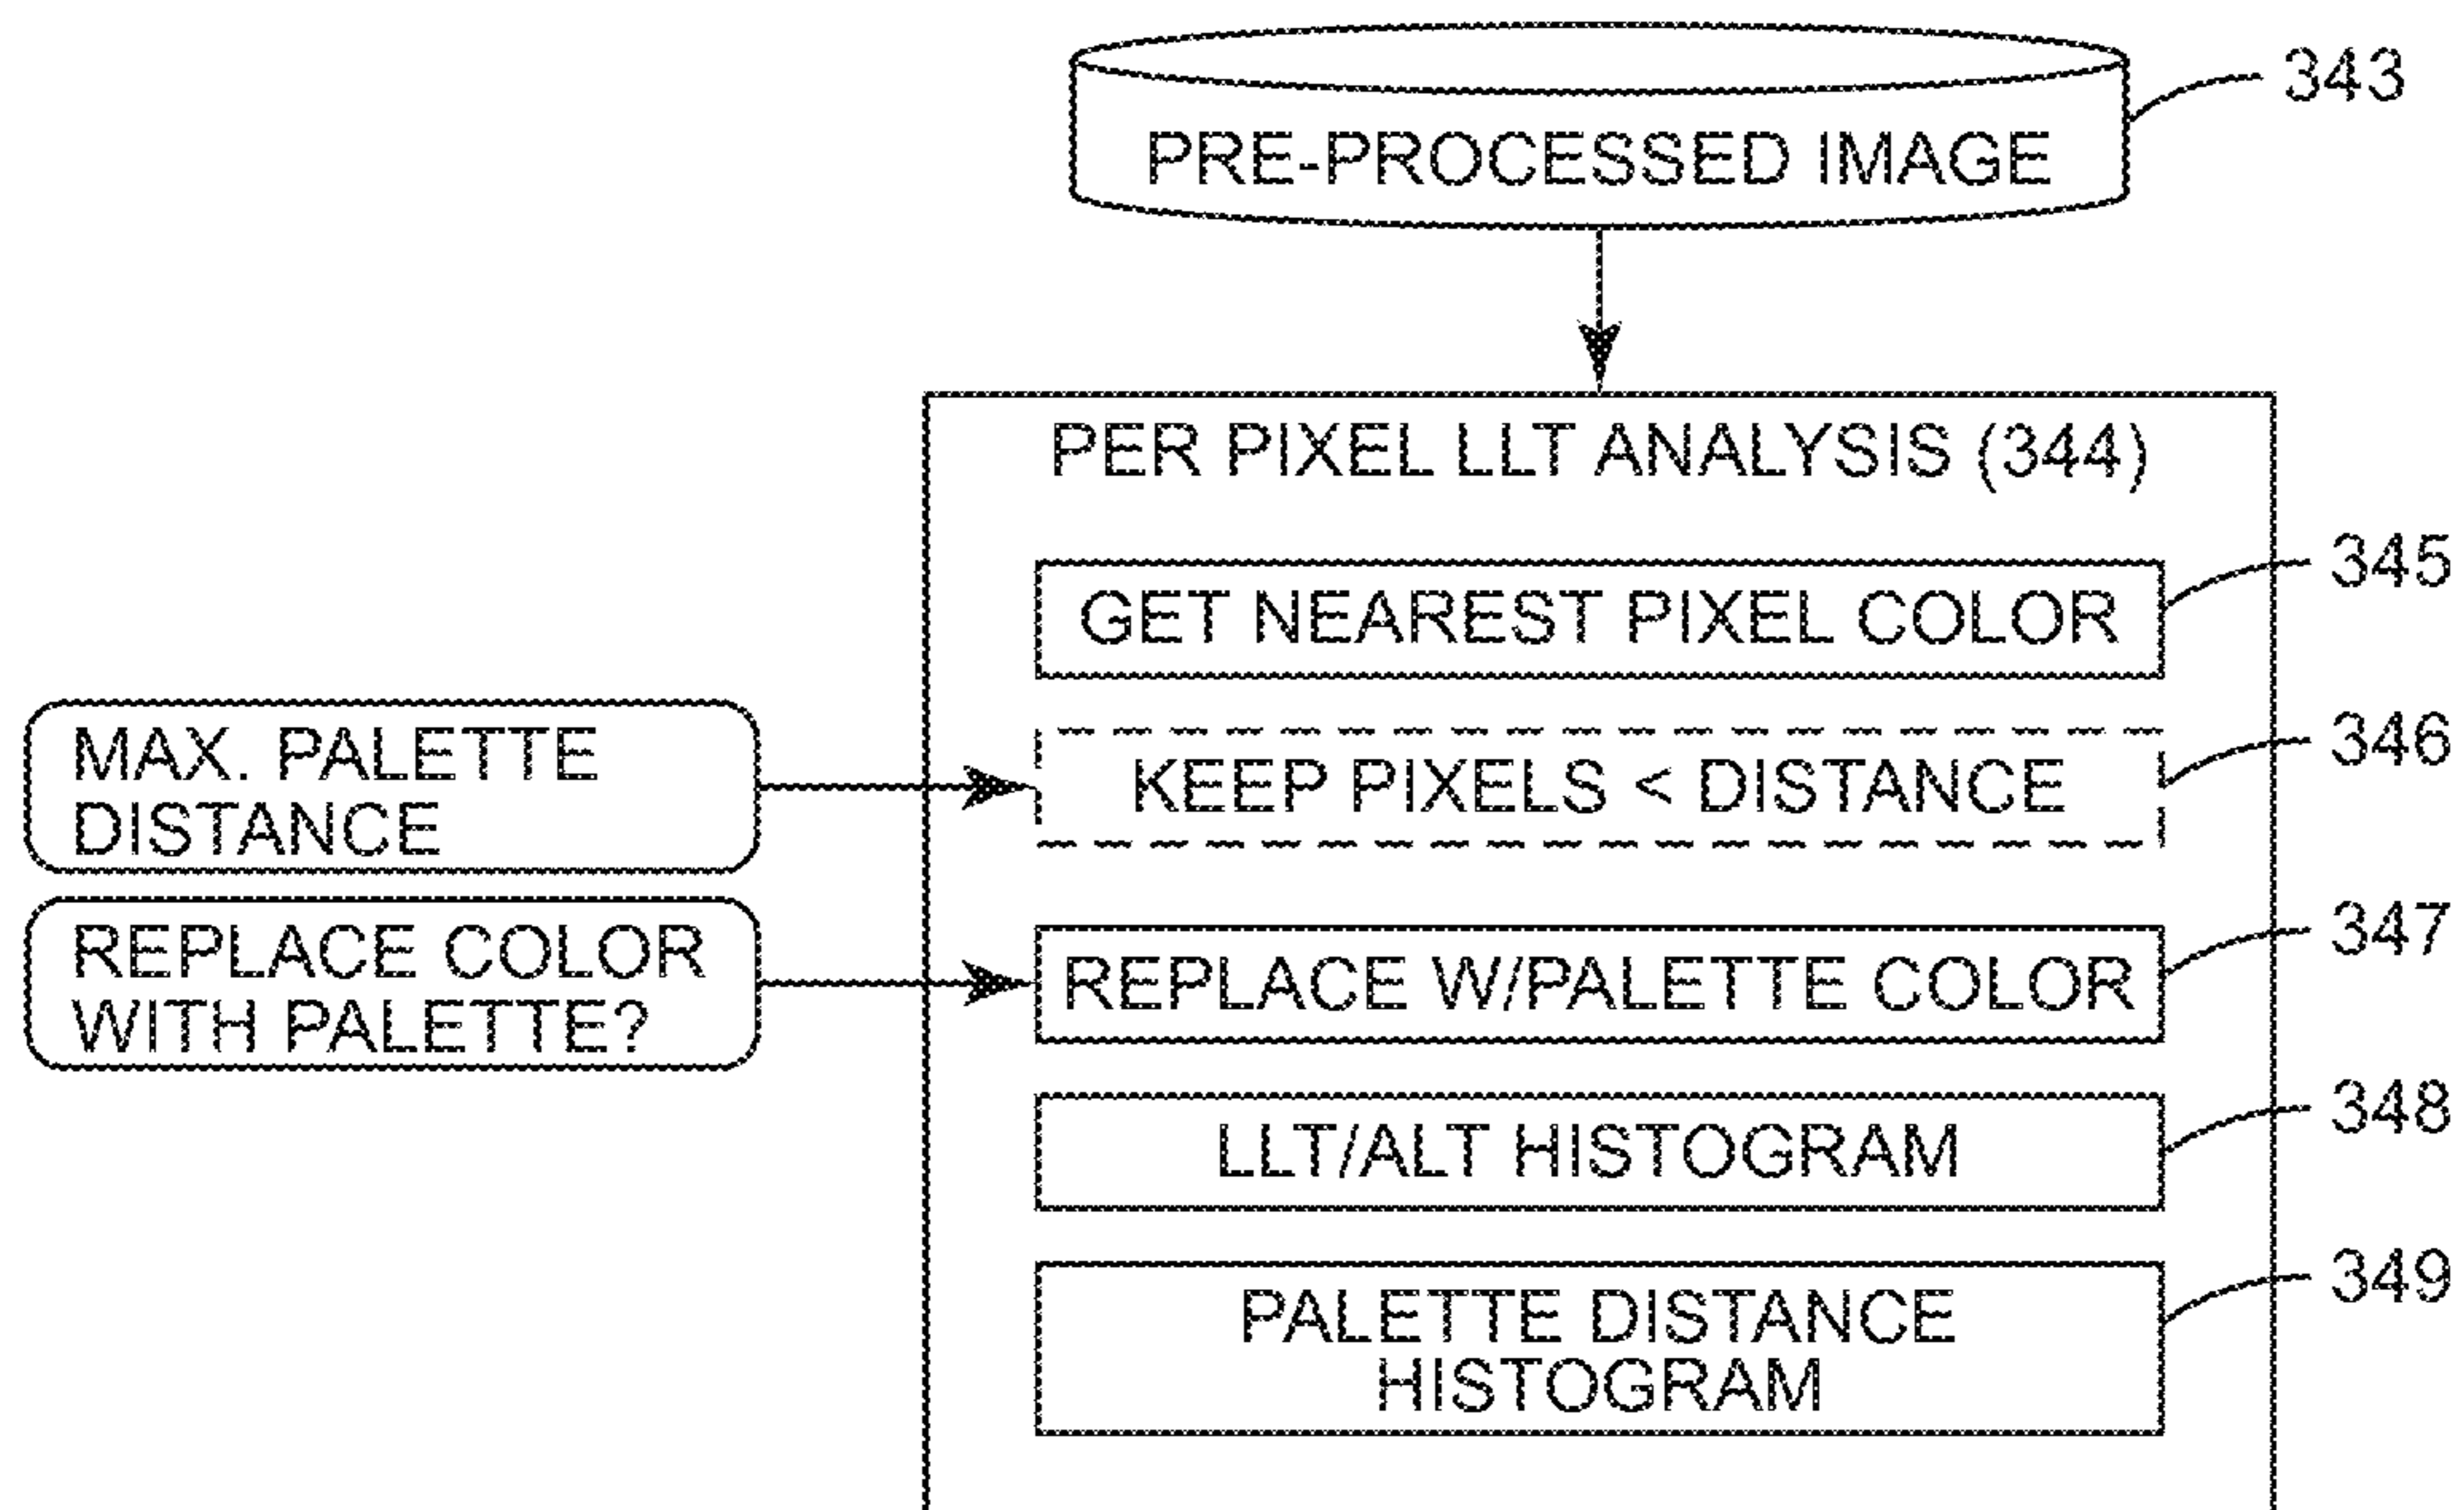 343
PRE-PROCESSED IMAGE
PER PIXEL LLT ANALYSIS (344)
345
GET NEAREST PIXEL COLOR
MAX. PALETTE
DISTANCE
346
KEEP PIXELS < DISTANCE
REPLACE COLOR
WITH PALETTE?
347
REPLACE W/PALETTE COLOR
348
LLT/ALT HISTOGRAM
349
PALETTE DISTANCE
HISTOGRAM